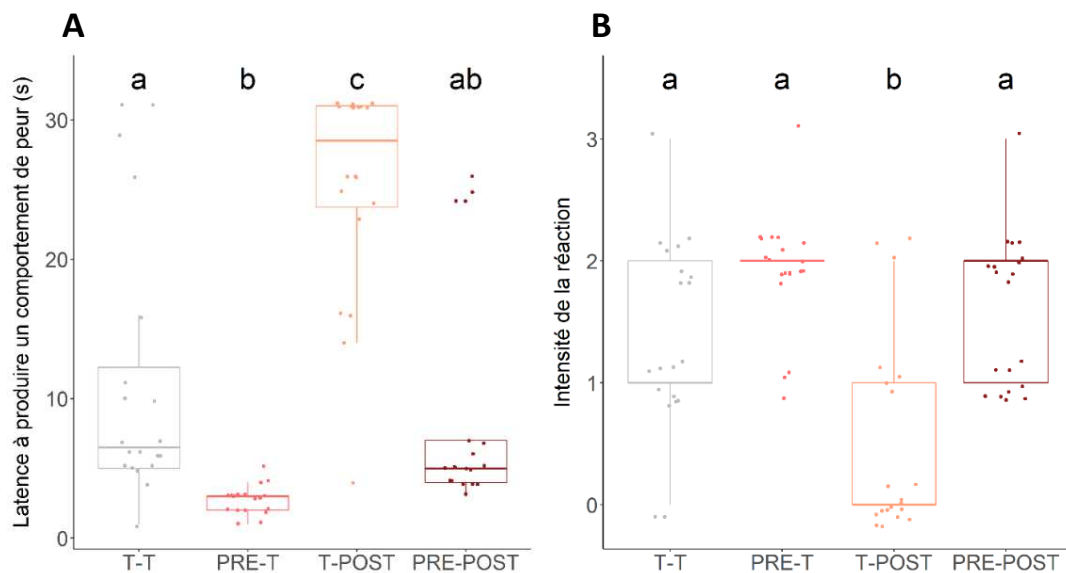 A
Latence à produire un comportement de peur (s)
a b c ab
30
20
10
0
T-T PRE-T T-POST PRE-POST
B
Intensité de la réaction
a a b a
3
2
1
0
T-T PRE-T T-POST PRE-POST